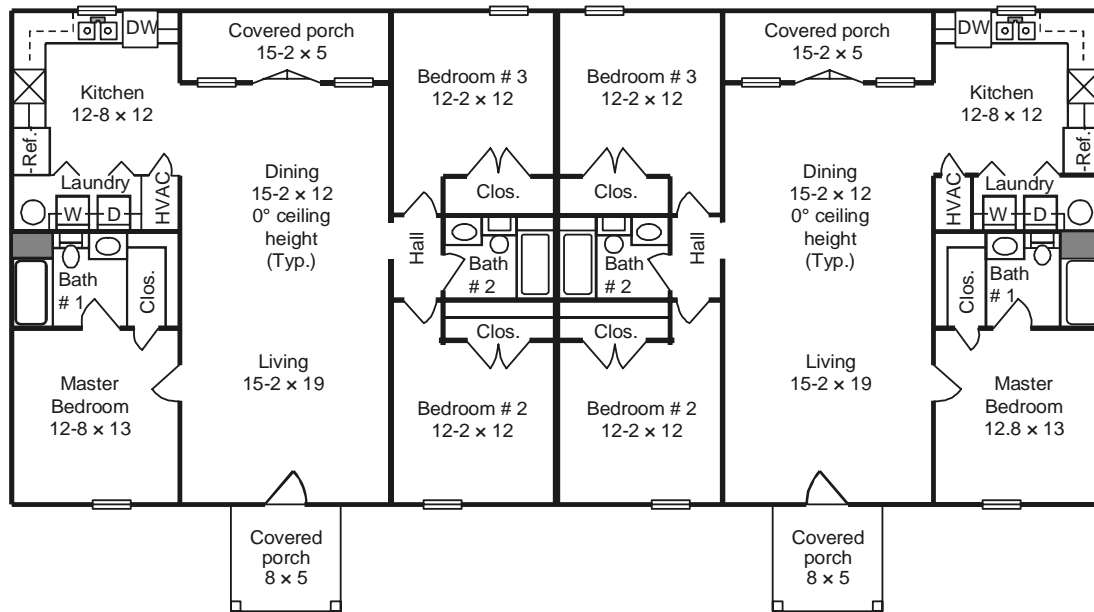 DW
Covered porch
15-2 × 5
Kitchen
12-8 × 12
Ref.
Laundry
W
D
HVAC
Dining
15-2 × 12
0° ceiling
height
(Typ.)
Bedroom # 3
12-2 × 12
Clos.
Hall
Bath
# 2
Clos.
Bath
# 1
Clos.
Master
Bedroom
12-8 × 13
Living
15-2 × 19
Bedroom # 2
12-2 × 12
Covered
porch
8 × 5
Bedroom # 3
12-2 × 12
Clos.
Hall
Bath
# 2
Clos.
Bedroom # 2
12-2 × 12
Covered porch
15-2 × 5
DW
Kitchen
12-8 × 12
Ref.
Dining
15-2 × 12
0° ceiling
height
(Typ.)
HVAC
Laundry
W
D
Clos.
Bath
# 1
Living
15-2 × 19
Master
Bedroom
12.8 × 13
Covered
porch
8 × 5